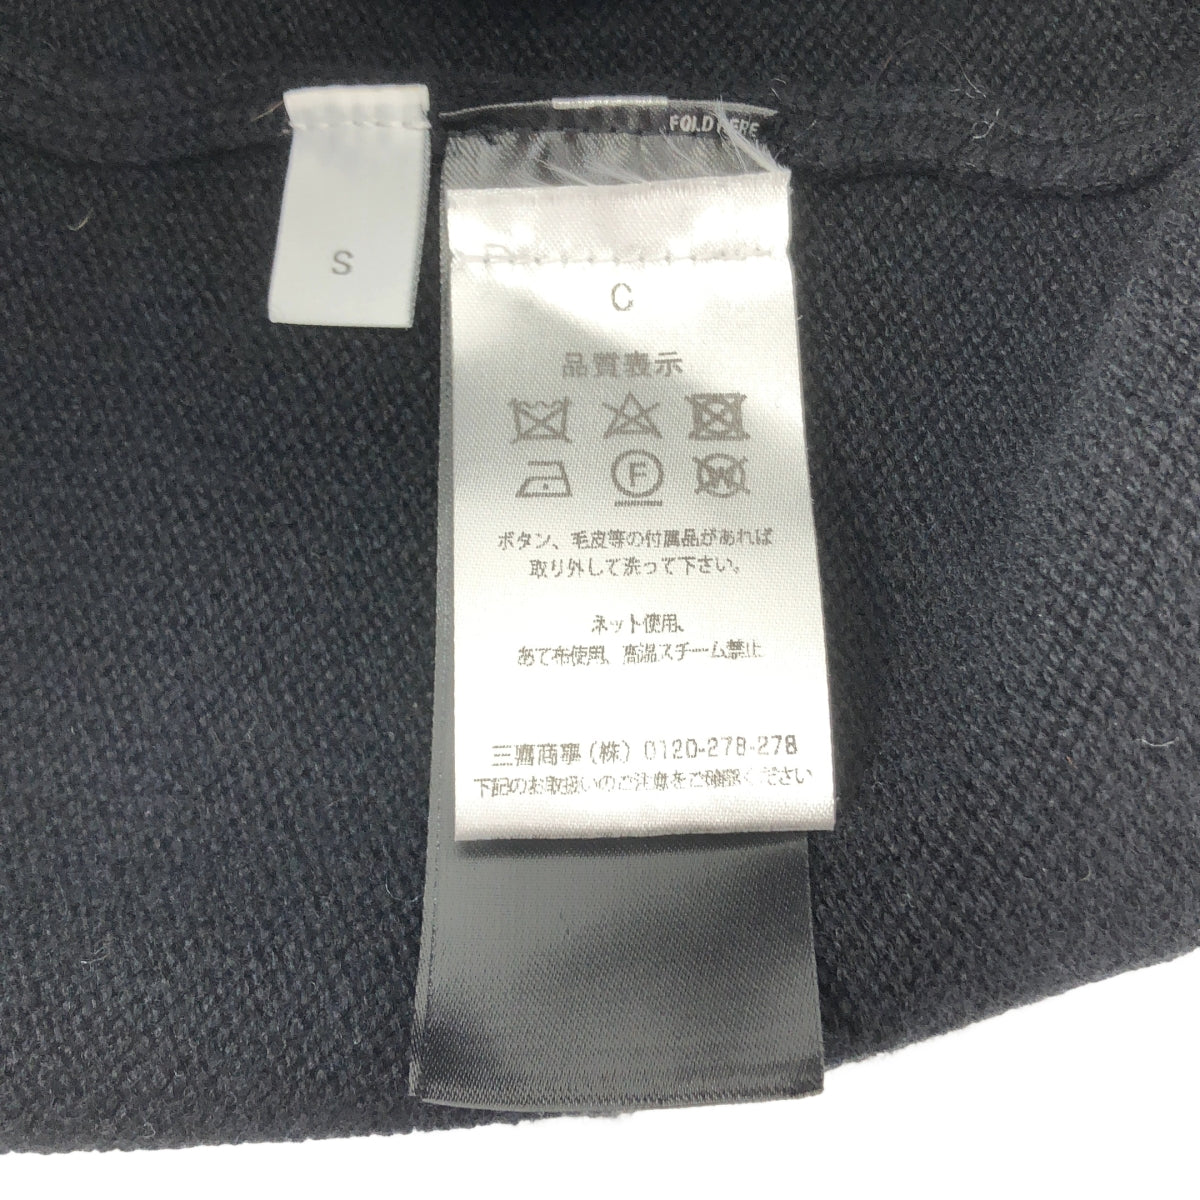 S
FOLD HERE
C
品質表示
F
W
ボタン、毛皮等の付属品があれば
取り外して洗って下さい。
ネット使用、
あて布使用、高温スチーム禁止
三鷹商事(株) 0120-278-278
下記のお取扱いのご注意をご確認ください